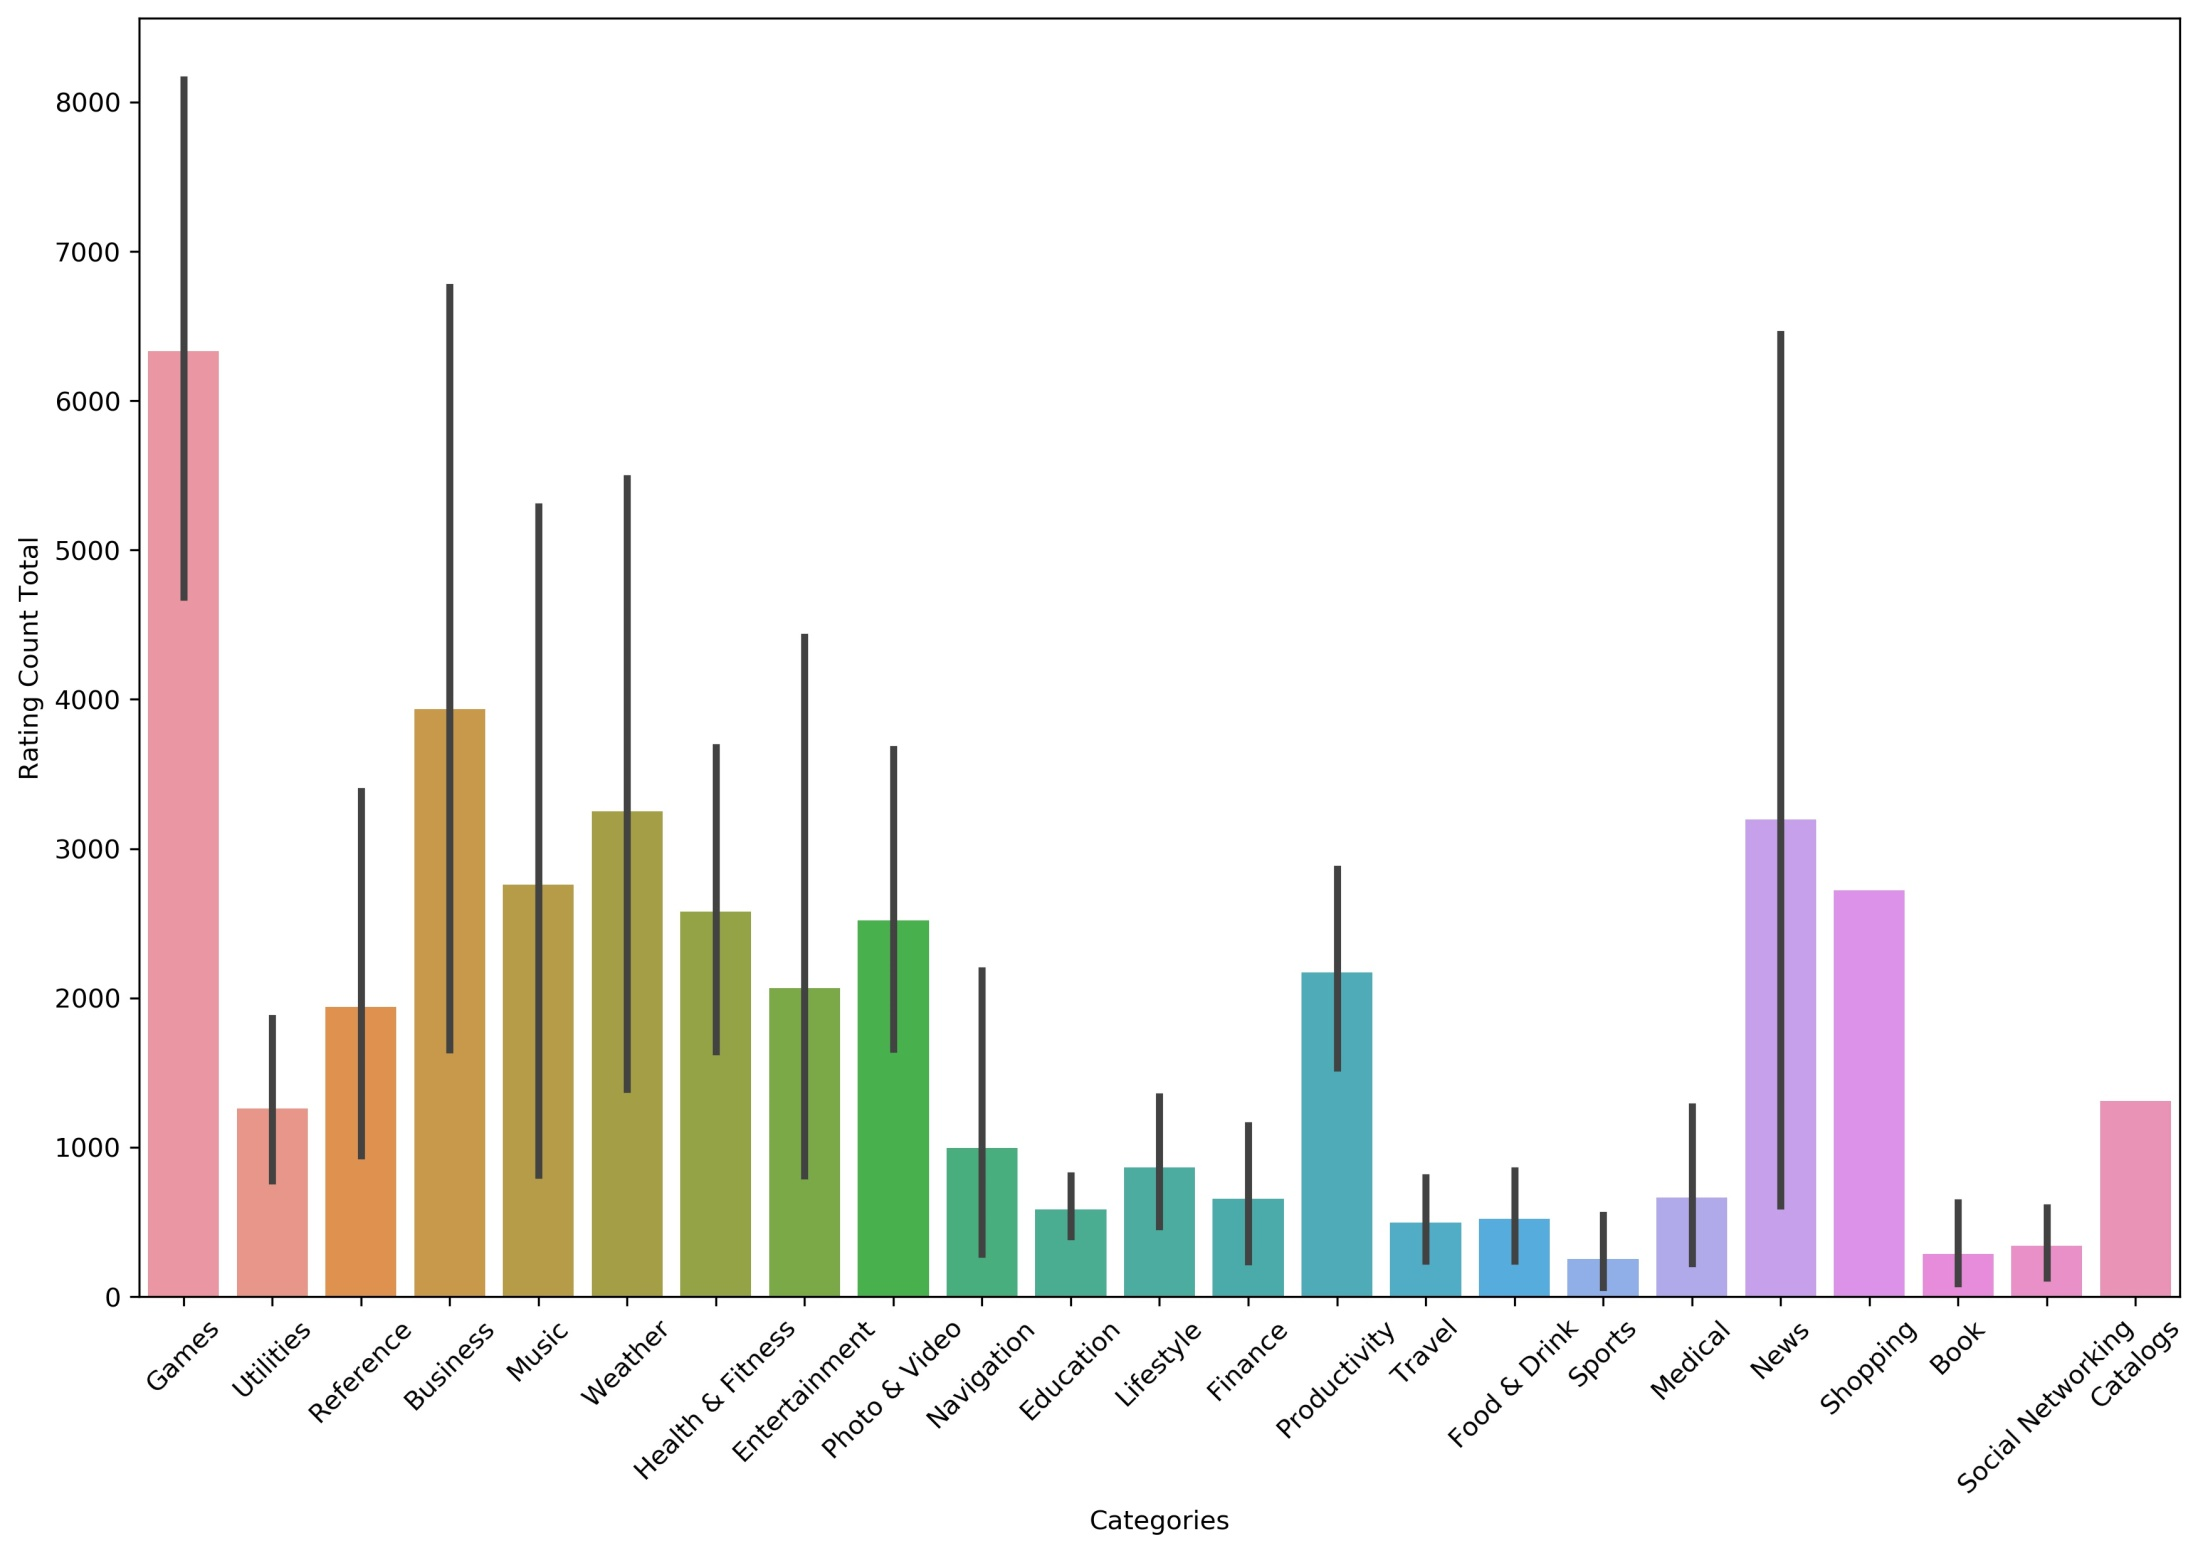 8000
7000
6000
5000
4000
3000
2000
1000
0
Rating Count Total
Games
Utilities
Reference
Business
Music
Weather
Health & Fitness
Entertainment
Photo & Video
Navigation
Education
Lifestyle
Finance
Productivity
Travel
Food & Drink
Sports
Medical
News
Shopping
Book
Social Networking
Catalogs
Categories